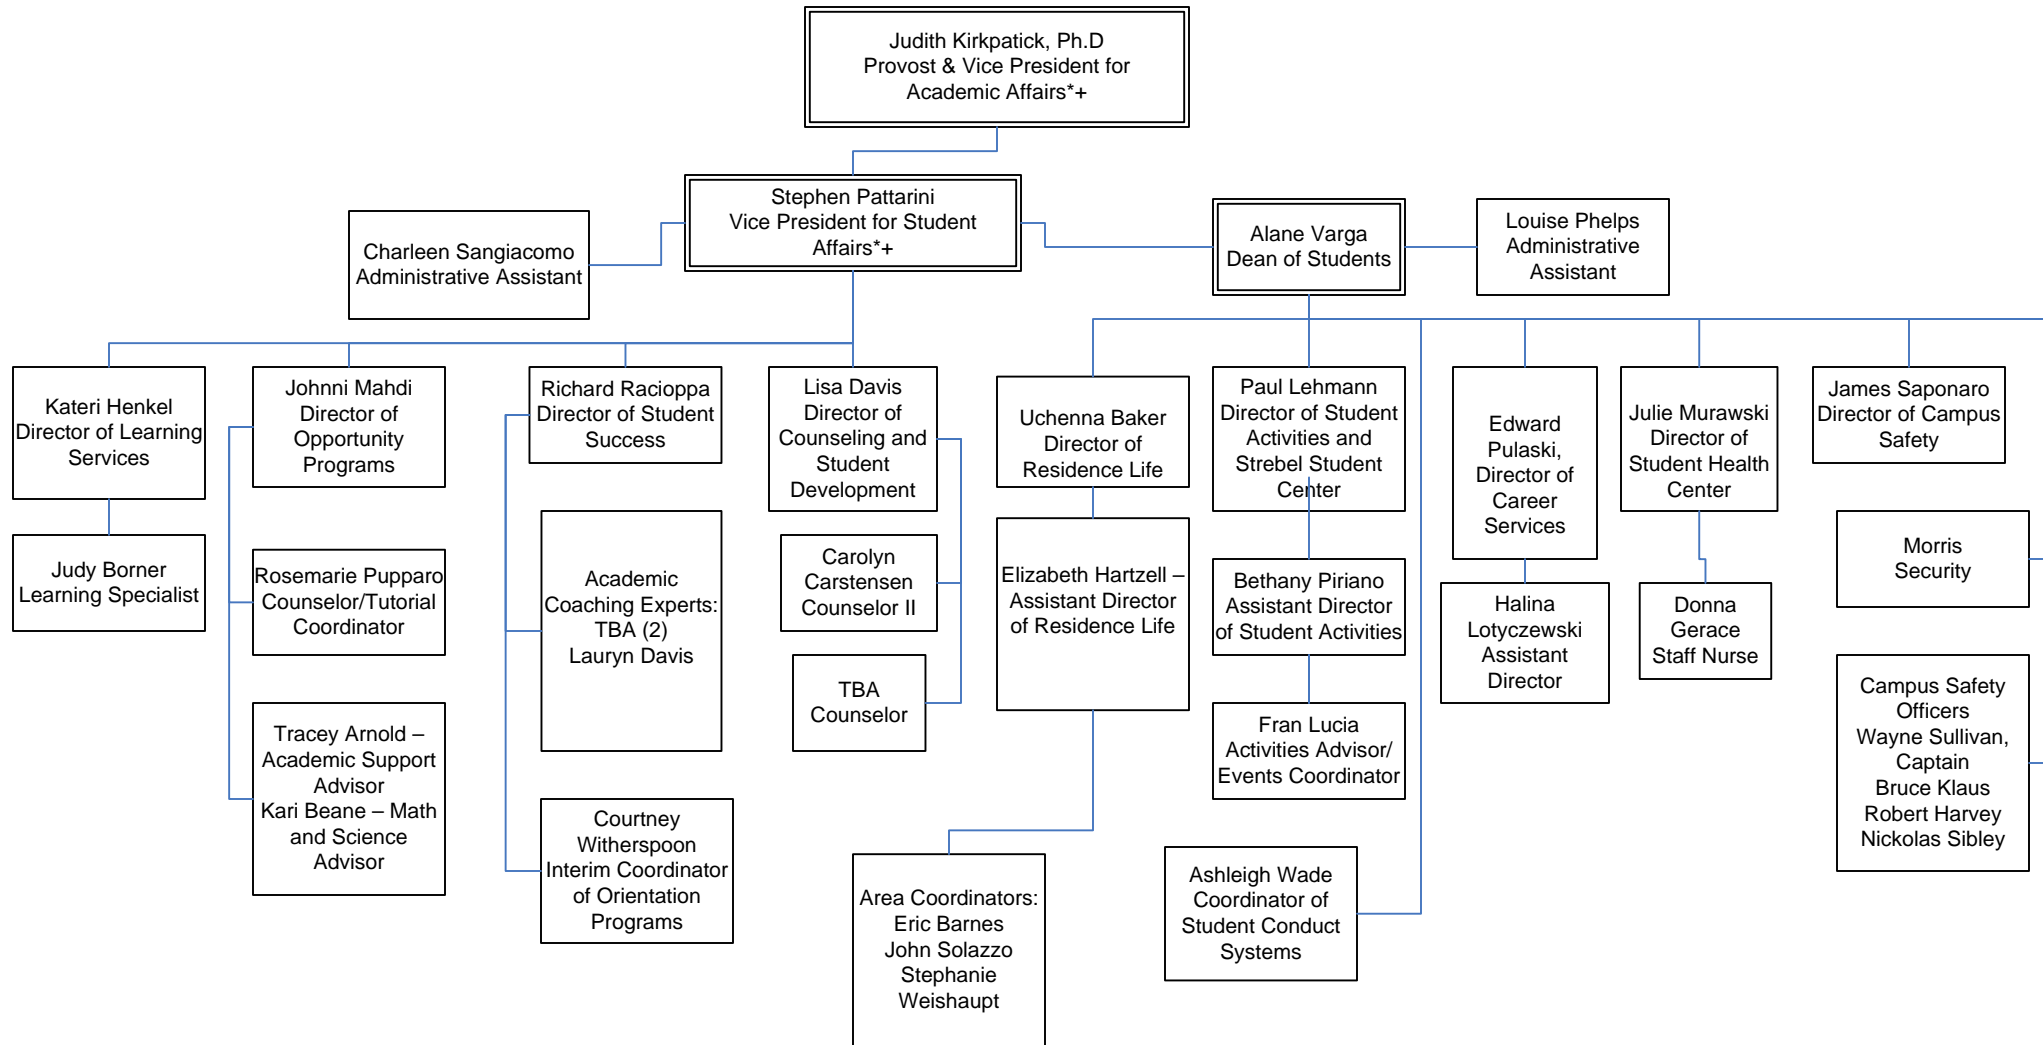 Judith Kirkpatick, Ph.D
Provost & Vice President for
Academic Affairs*+
Stephen Pattarini
Vice President for Student
Affairs*+
Charleen Sangiacomo
Administrative Assistant
Alane Varga
Dean of Students
Louise Phelps
Administrative
Assistant
Kateri Henkel
Director of Learning
Services
Johnni Mahdi
Director of
Opportunity
Programs
Richard Racioppa
Director of Student
Success
Lisa Davis
Director of
Counseling and
Student
Development
Uchenna Baker
Director of
Residence Life
Paul Lehmann
Director of Student
Activities and
Strebel Student
Center
Edward
Pulaski,
Director of
Career
Services
Julie Murawski
Director of
Student Health
Center
James Saponaro
Director of Campus
Safety
Judy Borner
Learning Specialist
Rosemarie Pupparo
Counselor/Tutorial
Coordinator
Academic
Coaching Experts:
TBA (2)
Lauryn Davis
Carolyn
Carstensen
Counselor II
TBA
Counselor
Elizabeth Hartzell –
Assistant Director
of Residence Life
Bethany Piriano
Assistant Director
of Student Activities
Halina
Lotyczewski
Assistant
Director
Donna
Gerace
Staff Nurse
Morris
Security
Tracey Arnold –
Academic Support
Advisor
Kari Beane – Math
and Science
Advisor
Courtney
Witherspoon
Interim Coordinator
of Orientation
Programs
Fran Lucia
Activities Advisor/
Events Coordinator
Campus Safety
Officers
Wayne Sullivan,
Captain
Bruce Klaus
Robert Harvey
Nickolas Sibley
Area Coordinators:
Eric Barnes
John Solazzo
Stephanie
Weishaupt
Ashleigh Wade
Coordinator of
Student Conduct
Systems